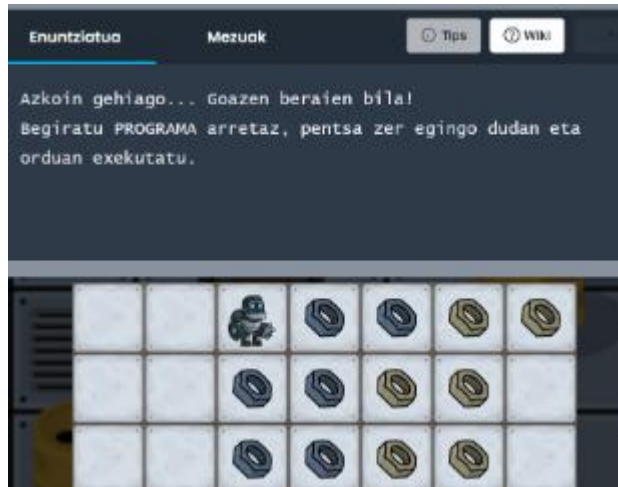 Enuntziatua
Mezuak
Tips
Wiki
Azkoin gehiago... Goazen beraien bila!
Begiratu PROGRAMA arretaz, pentsa zer egingo dudan eta
orduan exekutatu.